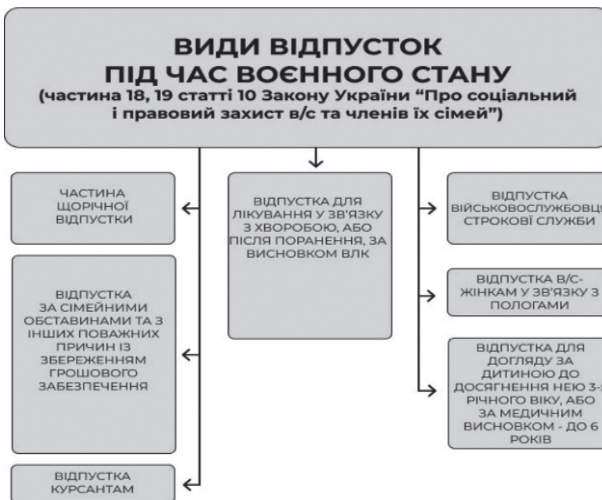 ВИДИ ВІДПУСТОК
ПІД ЧАС ВОЄННОГО СТАНУ
(частина 18, 19 статті 10 Закону України “Про соціальний
і правовий захист в/с та членів їх сімей”)
ЧАСТИНА
ЩОРІЧНОЇ
ВІДПУСТКИ
ВІДПУСТКА
ЗА СІМЕЙНИМИ
ОБСТАВИНАМИ ТА З
ІНШИХ ПОВАЖНИХ
ПРИЧИН ІЗ
ЗБЕРЕЖЕННЯМ
ГРОШОВОГО
ЗАБЕЗПЕЧЕННЯ
ВІДПУСТКА
КУРСАНТАМ
ВІДПУСТКА ДЛЯ
ЛІКУВАННЯ У ЗВ’ЯЗКУ
З ХВОРОБОЮ, АБО
ПІСЛЯ ПОРАНЕННЯ, ЗА
ВИСНОВКОМ ВЛК
ВІДПУСТКА
ВІЙСЬКОВОСЛУЖБОВЦІ
СТРОКОВІ СЛУЖБИ
ВІДПУСТКА В/С-
ЖІНКАМ У ЗВ’ЯЗКУ З
ПОЛОГАМИ
ВІДПУСТКА ДЛЯ
ДОГЛЯДУ ЗА
ДИТИНОЮ ДО
ДОСЯГНЕННЯ НЕЮ 3-
РІЧНОГО ВІКУ, АБО
ЗА МЕДИЧНИМ
ВИСНОВКОМ - ДО 6
РОКІВ